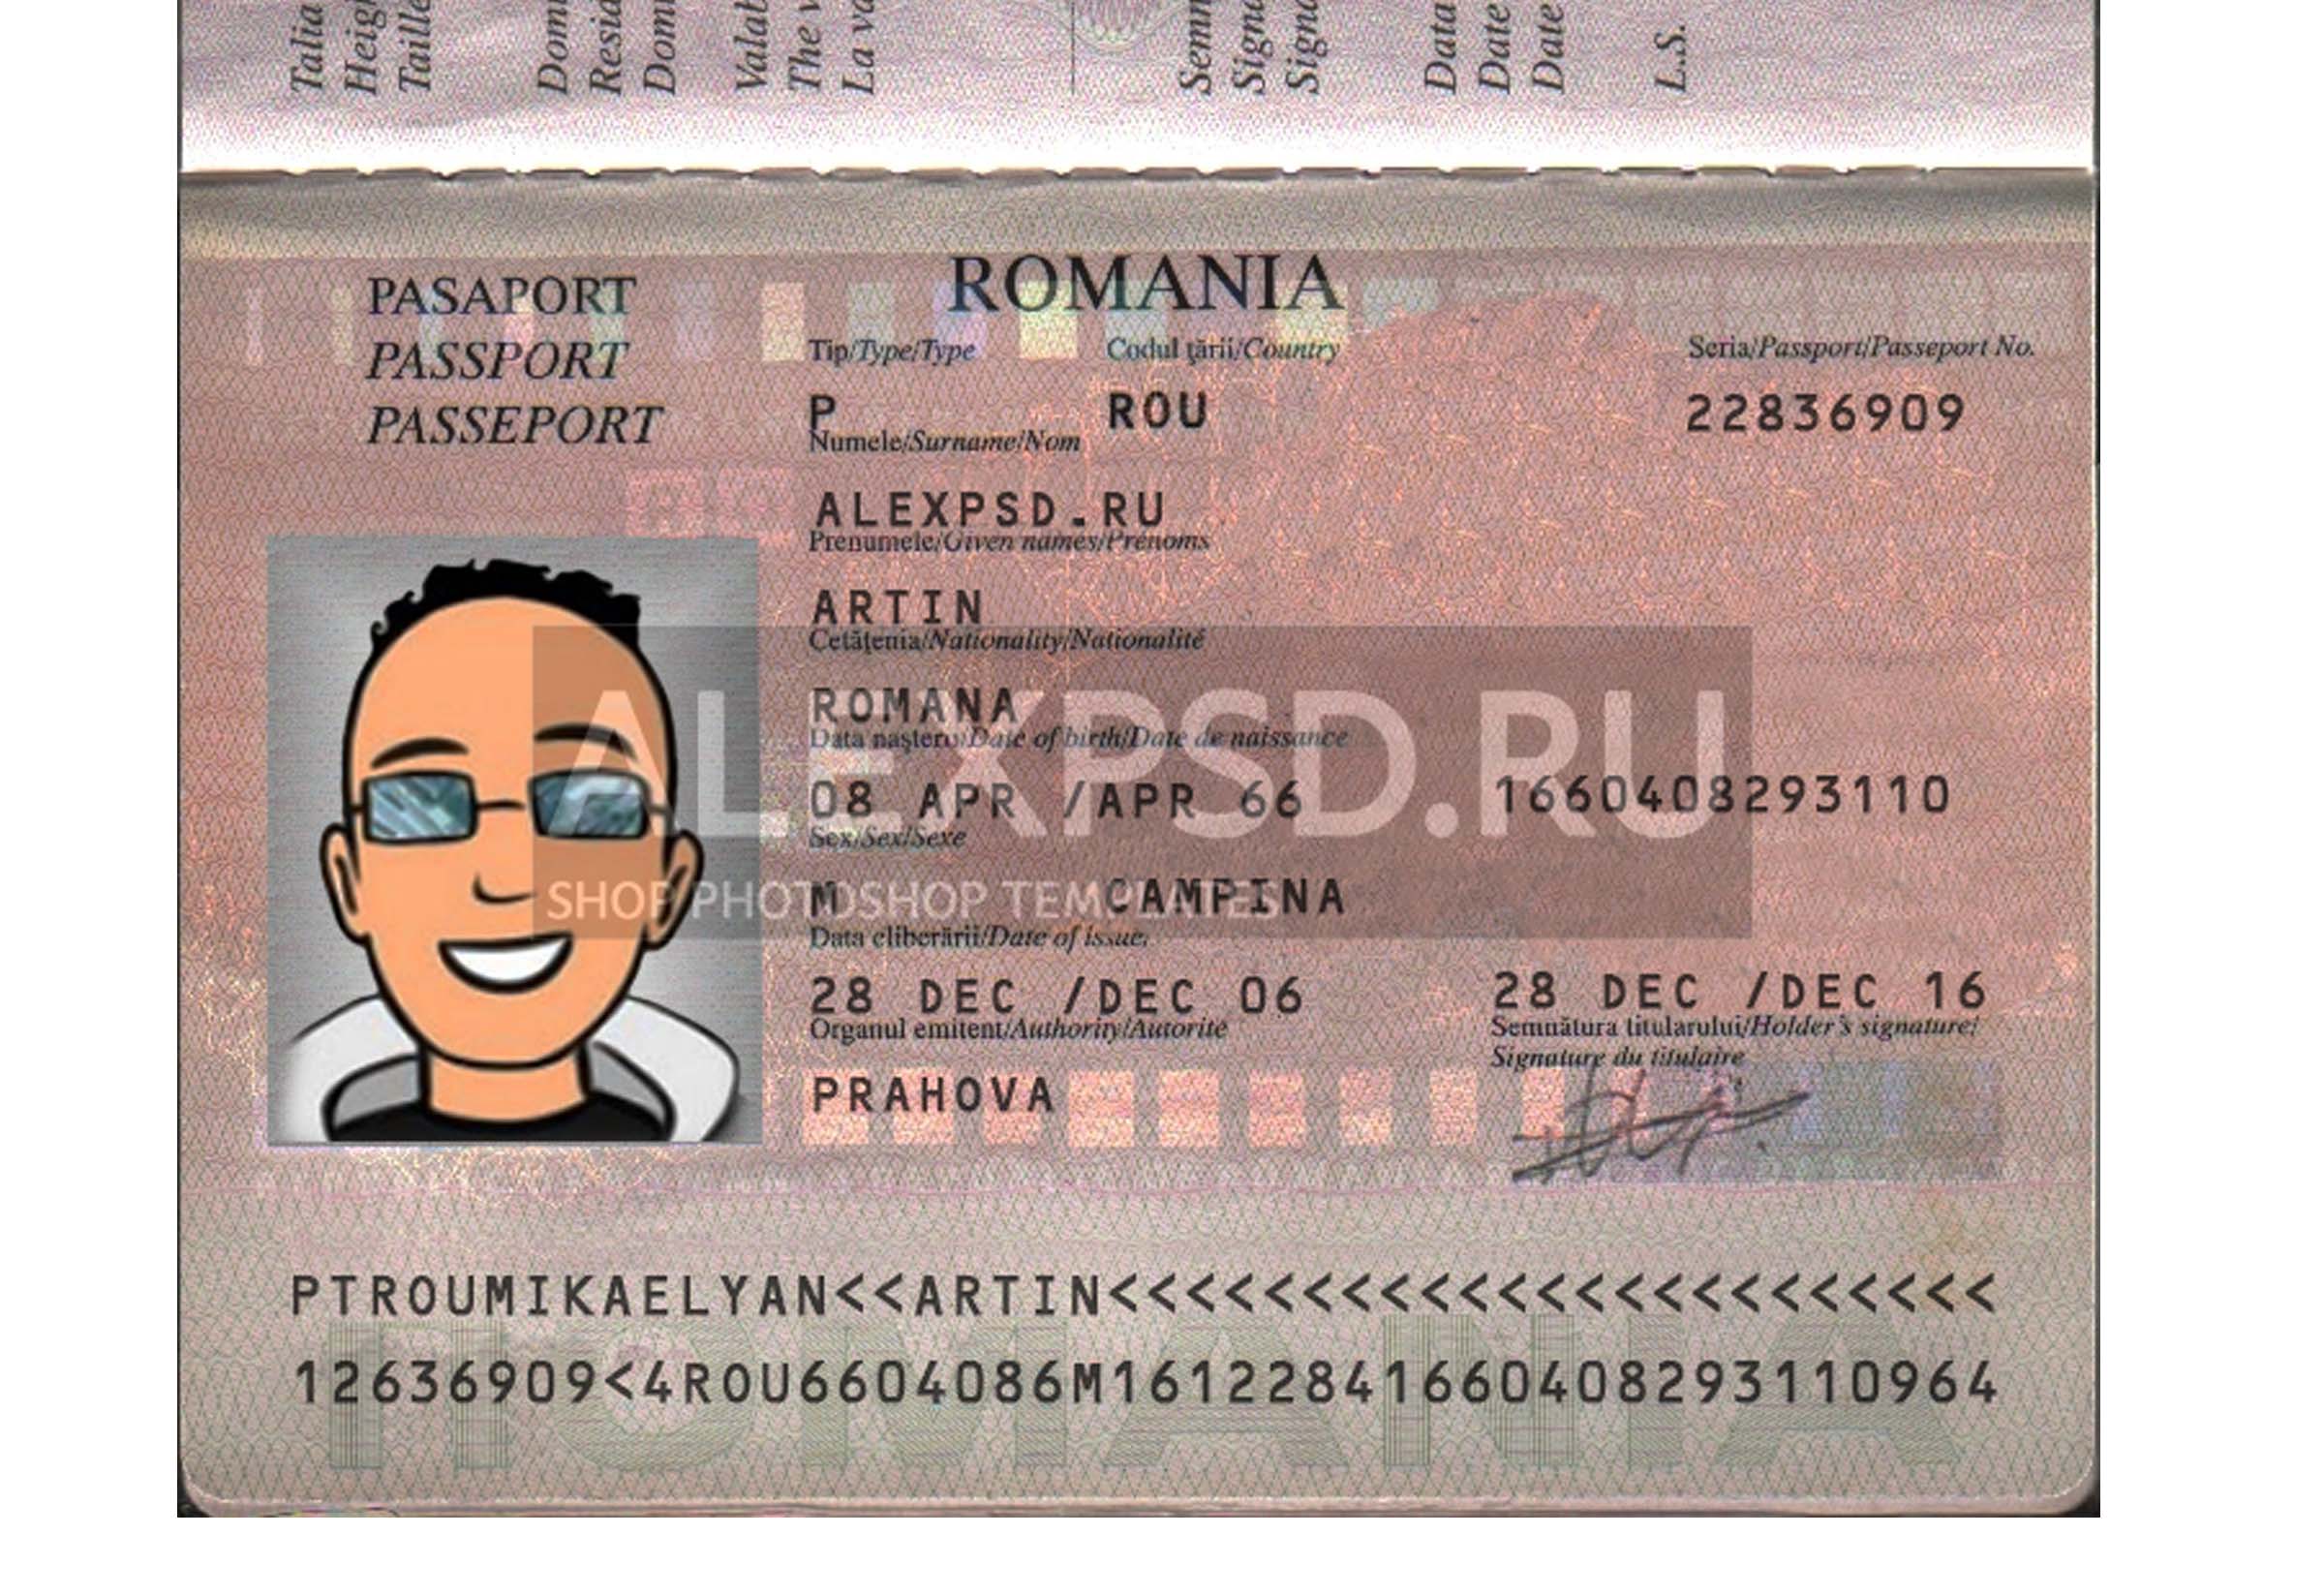 Talia
Heig
Taille
Domi
Resid
Domi
Valab
The v
La va
Semn
Signa
Signa
Data
Date
Date
L.S.
ROMANIA
PASAPORT
PASSPORT
PASSEPORT
Tip/Type/Type Codul ţării/Country Seria/Passport/Passeport No.
P ROU 22836909
Numele/Surname/Nom
ALEXPSD.RU
Prenumele/Given names/Prénoms
ARTIN
Cetăţenia/Nationality/Nationalité
ROMANA
Data naşterii/Date of birth/Date de naissance
08 APR /APR 66 1660408293110
Sex/Sex/Sexe
M CAMPINA
Data eliberării/Date of issue
28 DEC /DEC 06 28 DEC /DEC 16
Organul emitent/Authority/Autorité
Semnătura titularului/Holder's signature/
Signature du titulaire
PRAHOVA
ALEXPSD.RU
SHOP PHOTOSHOP TEMPLATES
PTROUMIKAELYAN<<ARTIN<<<<<<<<<<<<<<<<<<<<<<<
12636909<4ROU6604086M16122841660408293110964
ROMANIA